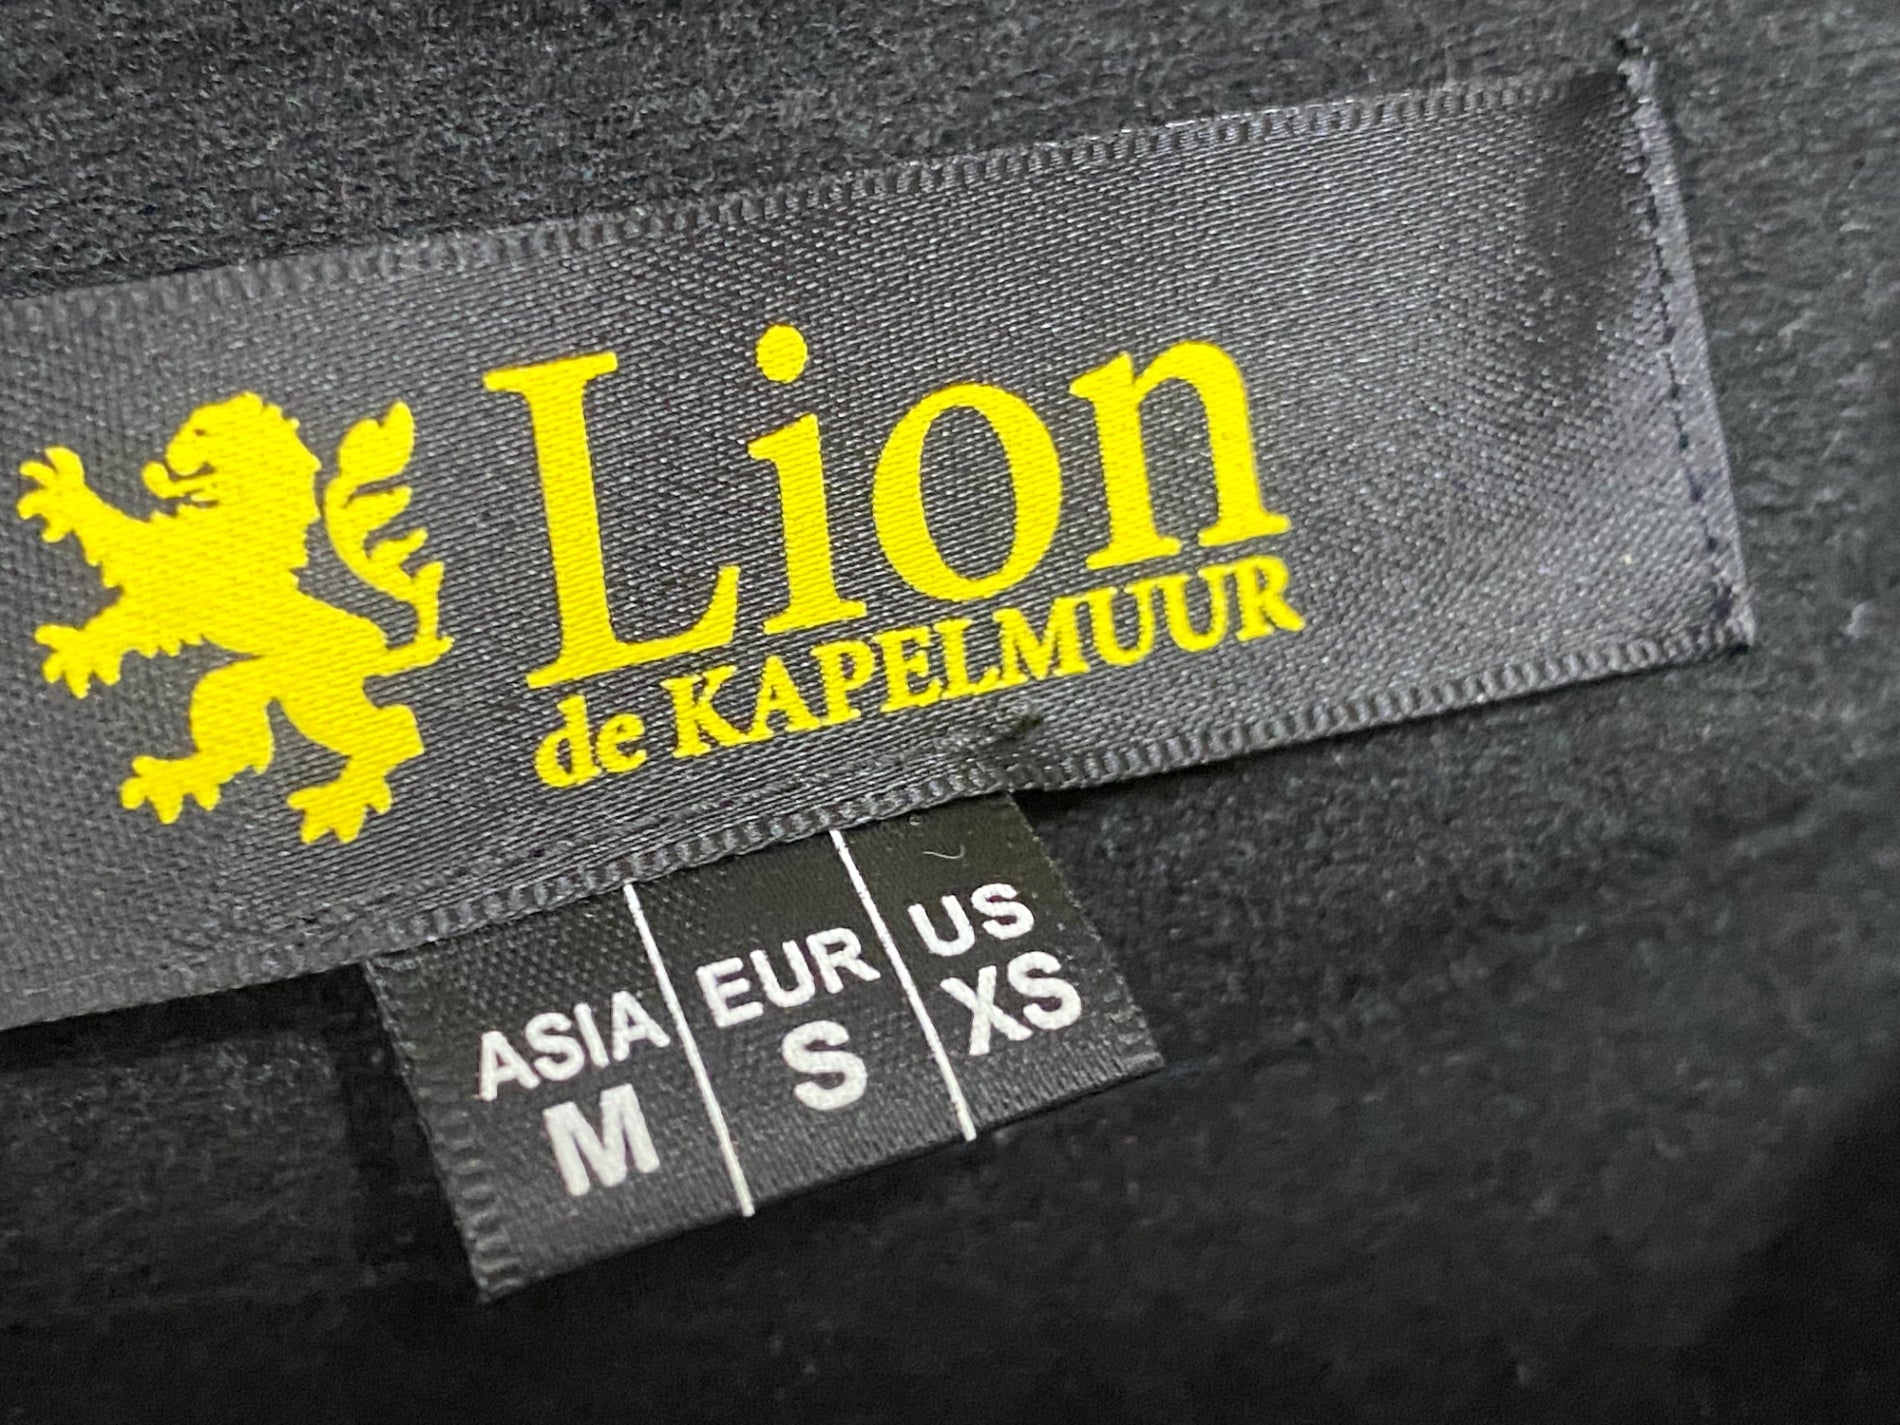 Lion
de KAPELMUUR
ASIA EUR US
M S XS